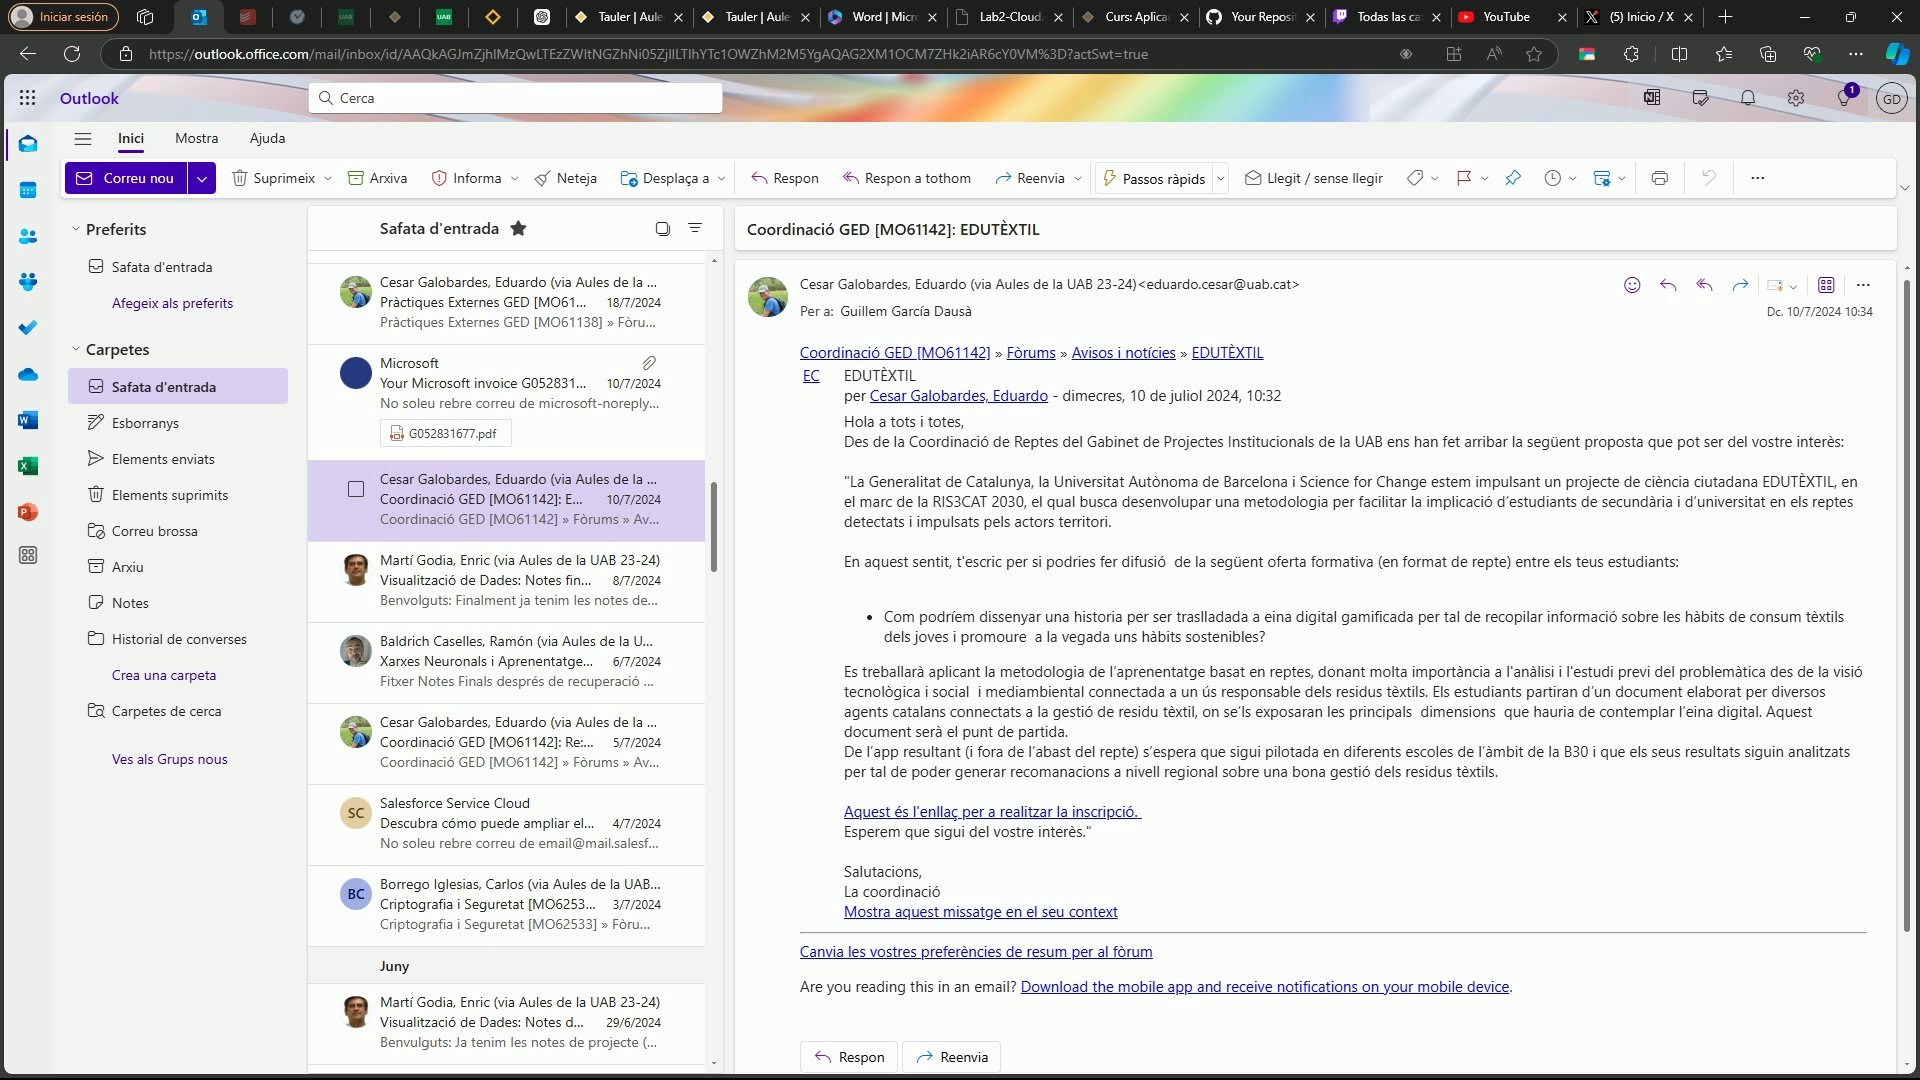 Iniciar sesión
Tauler | Aule
Tauler | Aule
Word | Micr
Lab2-Cloud
Curs: Aplica
Your Reposi
Todas las ca
YouTube
(5) Inicio / X
Outlook
Cerca
GD
1
Inici
Mostra
Ajuda
Correu nou
Suprimeix
Arxiva
Informa
Neteja
Desplaça a
Respon
Respon a tothom
Reenvia
Passos ràpids
Llegit / sense llegir
Preferits
Safata d'entrada
Afegeix als preferits
Carpetes
Safata d'entrada
Esborranys
Elements enviats
Elements suprimits
Correu brossa
Arxiu
Notes
Historial de converses
Crea una carpeta
Carpetes de cerca
Ves als Grups nous
Safata d'entrada
Cesar Galobardes, Eduardo (via Aules de la ...
Pràctiques Externes GED [MO61... 18/7/2024
Pràctiques Externes GED [MO61138] » Fòru...
Microsoft
Your Microsoft invoice G052831... 10/7/2024
No soleu rebre correu de microsoft-noreply...
G052831677.pdf
Cesar Galobardes, Eduardo (via Aules de la ...
Coordinació GED [MO61142]: E... 10/7/2024
Coordinació GED [MO61142] » Fòrums » Av...
Martí Godia, Enric (via Aules de la UAB 23-24)
Visualització de Dades: Notes fin... 8/7/2024
Benvolguts: Finalment ja tenim les notes de...
Baldrich Caselles, Ramón (via Aules de la U...
Xarxes Neuronals i Aprenentatge... 6/7/2024
Fitxer Notes Finals després de recuperació ...
Cesar Galobardes, Eduardo (via Aules de la ...
Coordinació GED [MO61142]: Re:... 5/7/2024
Coordinació GED [MO61142] » Fòrums » Av...
SC
Salesforce Service Cloud
Descubra cómo puede ampliar el... 4/7/2024
No soleu rebre correu de email@mail.salesf...
BC
Borrego Iglesias, Carlos (via Aules de la UAB...
Criptografia i Seguretat [MO6253... 3/7/2024
Criptografia i Seguretat [MO62533] » Fòru...
Juny
Martí Godia, Enric (via Aules de la UAB 23-24)
Visualització de Dades: Notes d... 29/6/2024
Benvulguts: Ja tenim les notes de projecte (...
Coordinació GED [MO61142]: EDUTÈXTIL
Cesar Galobardes, Eduardo (via Aules de la UAB 23-24)<eduardo.cesar@uab.cat>
Per a: Guillem García Dausà
Dc. 10/7/2024 10:34
Coordinació GED [MO61142] » Fòrums » Avisos i notícies » EDUTÈXTIL
EC
EDUTÈXTIL
per Cesar Galobardes, Eduardo - dimecres, 10 de juliol 2024, 10:32
Hola a tots i totes,
Des de la Coordinació de Reptes del Gabinet de Projectes Institucionals de la UAB ens han fet arribar la següent proposta que pot ser del vostre interès:
"La Generalitat de Catalunya, la Universitat Autònoma de Barcelona i Science for Change estem impulsant un projecte de ciència ciutadana EDUTÈXTIL, en
el marc de la RIS3CAT 2030, el qual busca desenvolupar una metodologia per facilitar la implicació d'estudiants de secundària i d'universitat en els reptes
detectats i impulsats pels actors territori.
En aquest sentit, t'escric per si podries fer difusió de la següent oferta formativa (en format de repte) entre els teus estudiants:
• Com podríem dissenyar una historia per ser traslladada a eina digital gamificada per tal de recopilar informació sobre les hàbits de consum tèxtils
dels joves i promoure a la vegada uns hàbits sostenibles?
Es treballarà aplicant la metodologia de l'aprenentatge basat en reptes, donant molta importància a l'anàlisi i l'estudi previ del problemàtica des de la visió
tecnològica i social i mediambiental connectada a un ús responsable dels residus tèxtils. Els estudiants partiran d'un document elaborat per diversos
agents catalans connectats a la gestió de residu tèxtil, on se'ls exposaran les principals dimensions que hauria de contemplar l'eina digital. Aquest
document serà el punt de partida.
De l'app resultant (i fora de l'abast del repte) s'espera que sigui pilotada en diferents escoles de l'àmbit de la B30 i que els seus resultats siguin analitzats
per tal de poder generar recomanacions a nivell regional sobre una bona gestió dels residus tèxtils.
Aquest és l'enllaç per a realitzar la inscripció.
Esperem que sigui del vostre interès."
Salutacions,
La coordinació
Mostra aquest missatge en el seu context
Canvia les vostres preferències de resum per al fòrum
Are you reading this in an email? Download the mobile app and receive notifications on your mobile device.
Respon
Reenvia